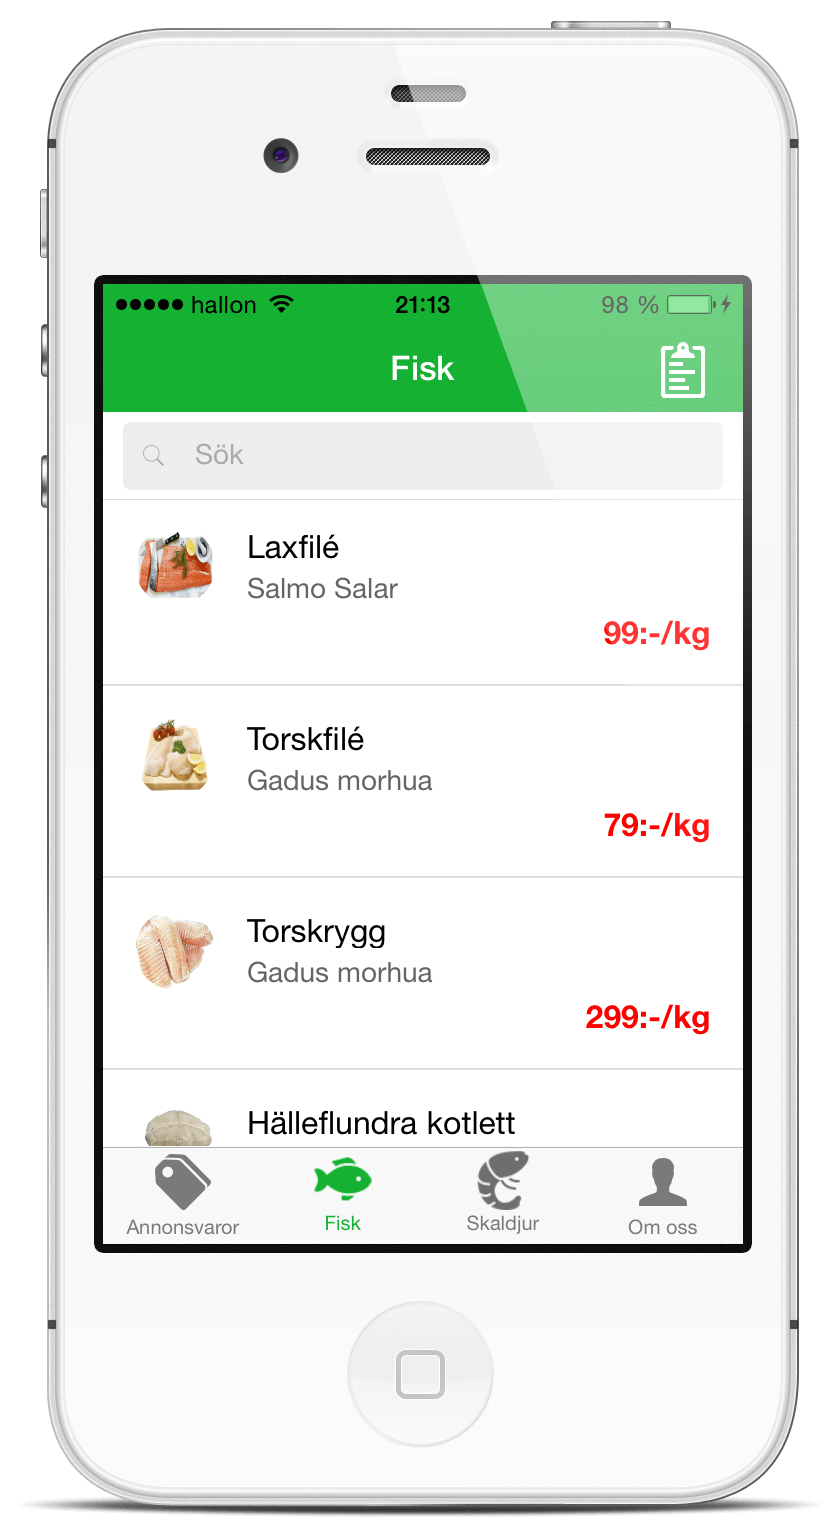 hallon
21:13
98 %
Fisk
Sök
Laxfilé
Salmo Salar
99:-/kg
Torskfilé
Gadus morhua
79:-/kg
Torskrygg
Gadus morhua
299:-/kg
Hälleflundra kotlett
Annonsvaror
Fisk
Skaldjur
Om oss